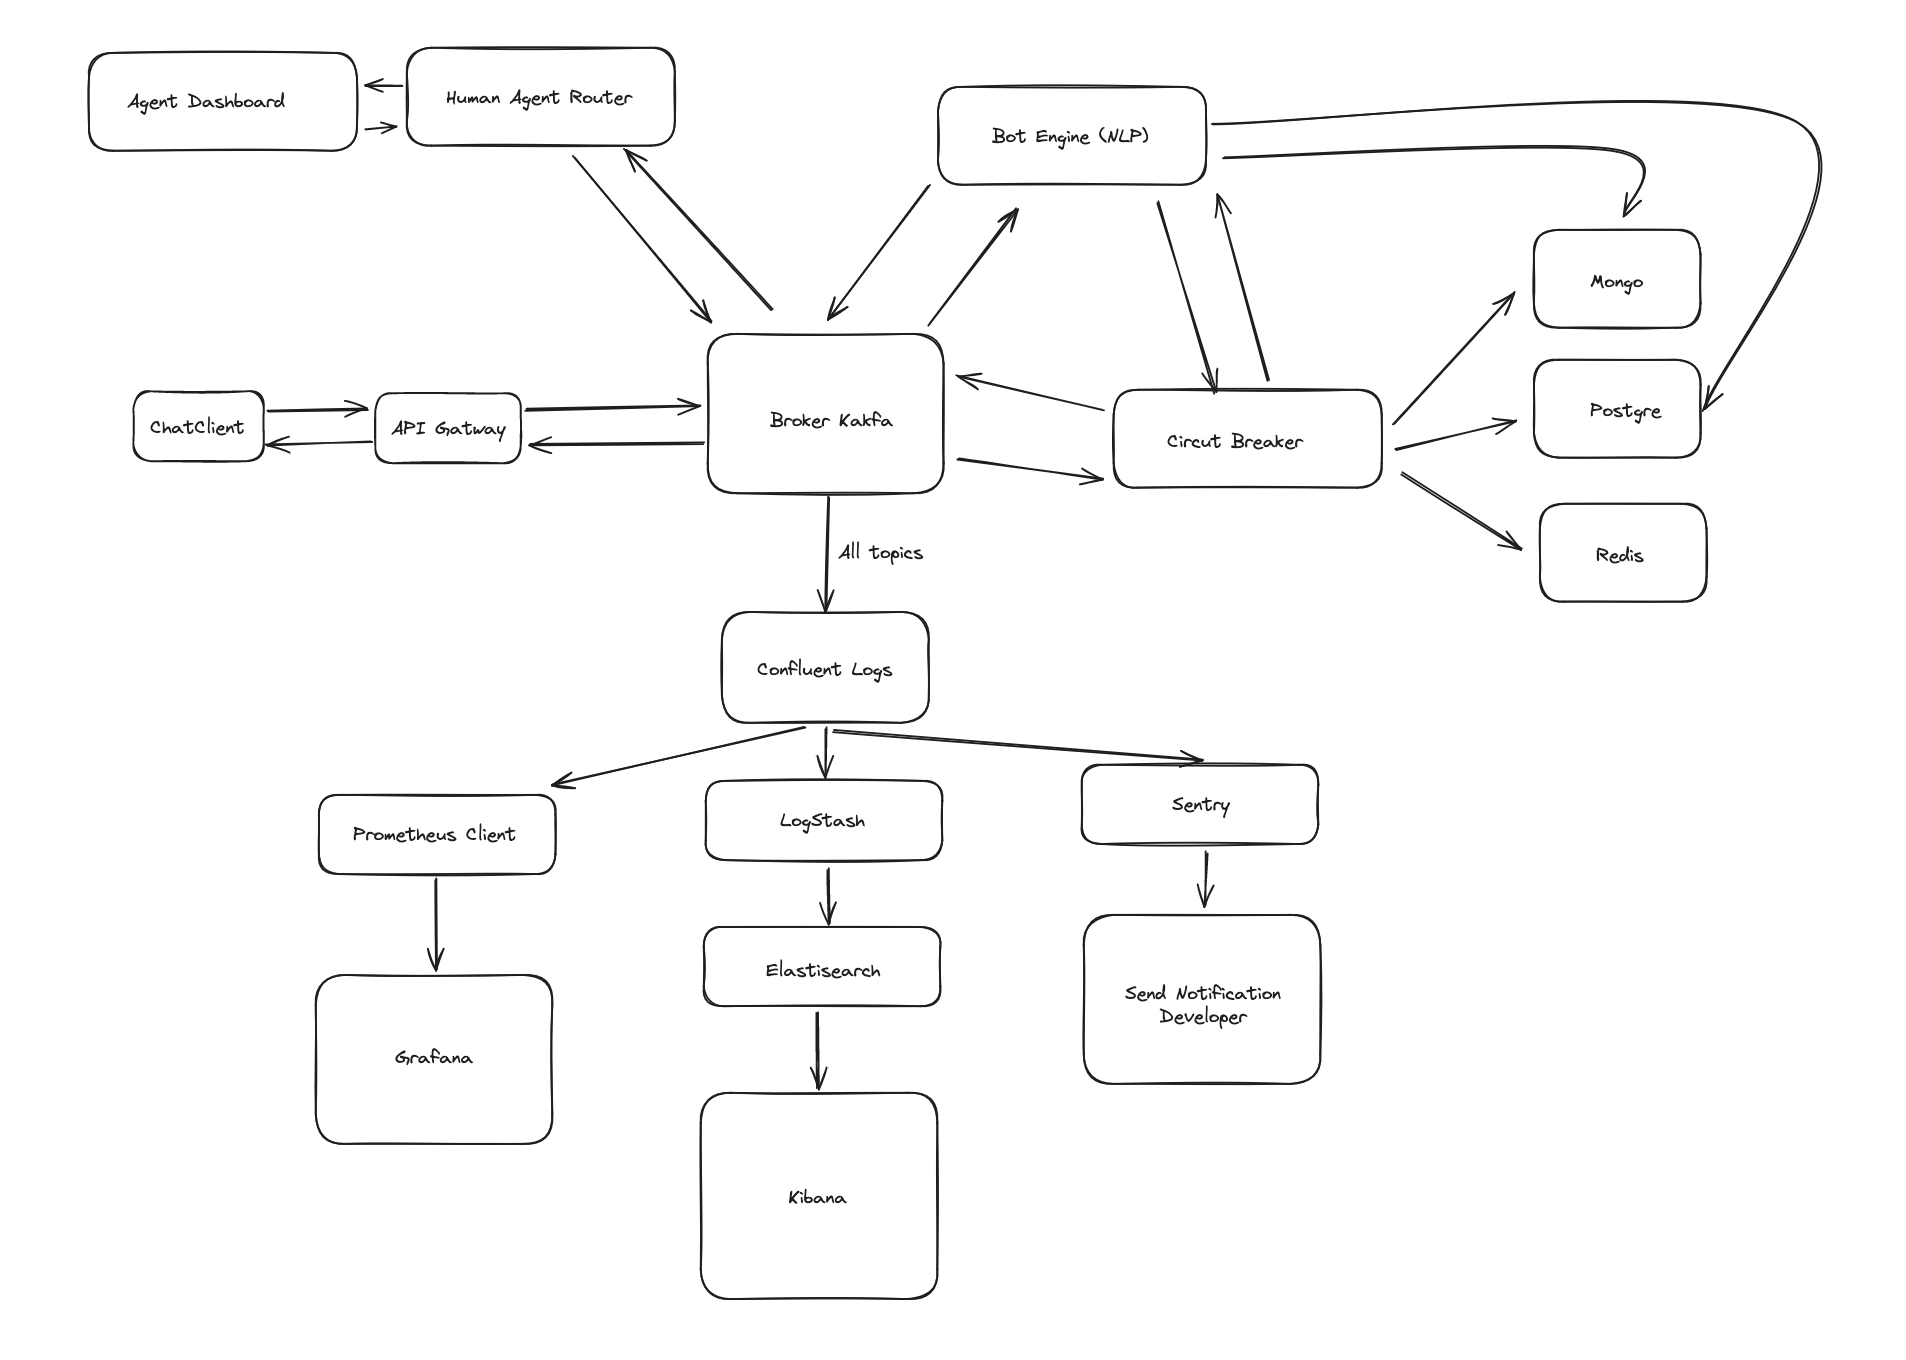 Agent Dashboard
Human Agent Router
Bot Engine (NLP)
Mongo
Postgre
ChatClient
API Gatway
Broker Kakfa
Circut Breaker
Redis
All topics
Confluent Logs
Prometheus Client
LogStash
Sentry
Elastisearch
Send Notification
Developer
Grafana
Kibana